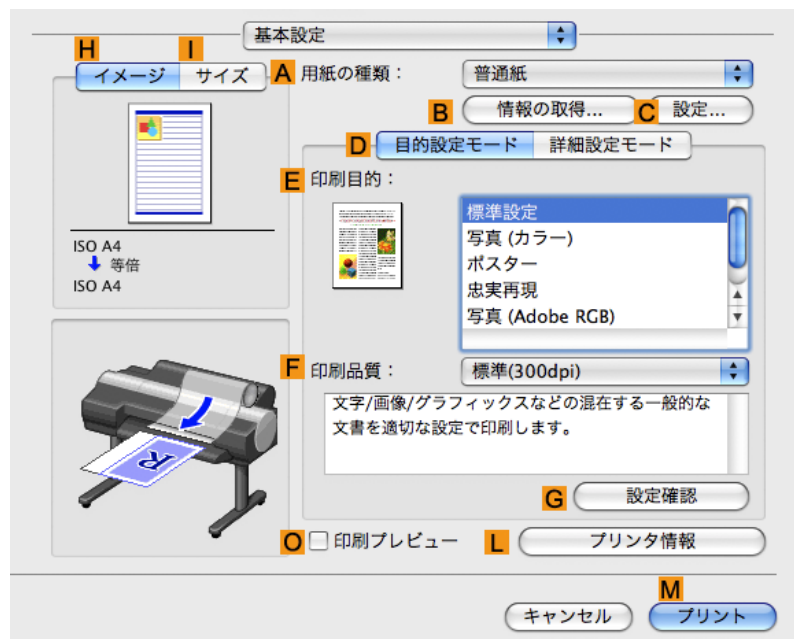 基本設定
H I
イメージ サイズ
A 用紙の種類： 普通紙
B 情報の取得... C 設定...
D 目的設定モード 詳細設定モード
E 印刷目的：
標準設定
写真 (カラー)
ポスター
忠実再現
写真 (Adobe RGB)
ISO A4
等倍
ISO A4
F 印刷品質： 標準(300dpi)
文字/画像/グラフィックスなどの混在する一般的な
文書を適切な設定で印刷します。
R
G 設定確認
O 印刷プレビュー L プリンタ情報
M
キャンセル プリント